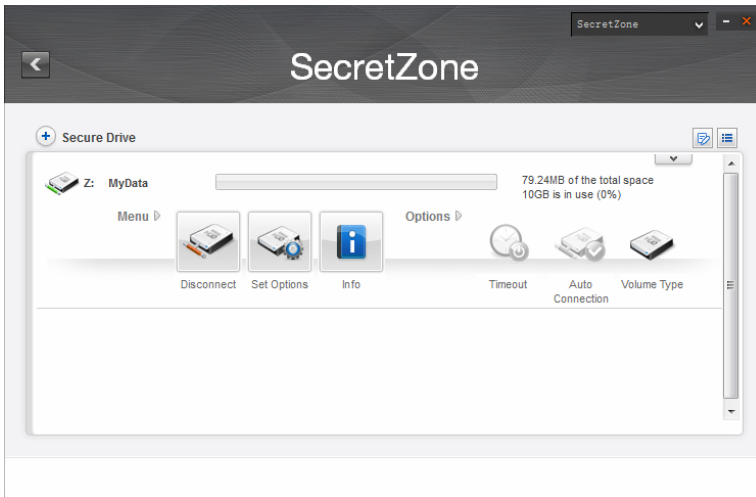 SecretZone
SecretZone
Secure Drive
Z: MyData
79.24MB of the total space
10GB is in use (0%)
Menu
Options
Disconnect
Set Options
Info
Timeout
Auto
Connection
Volume Type